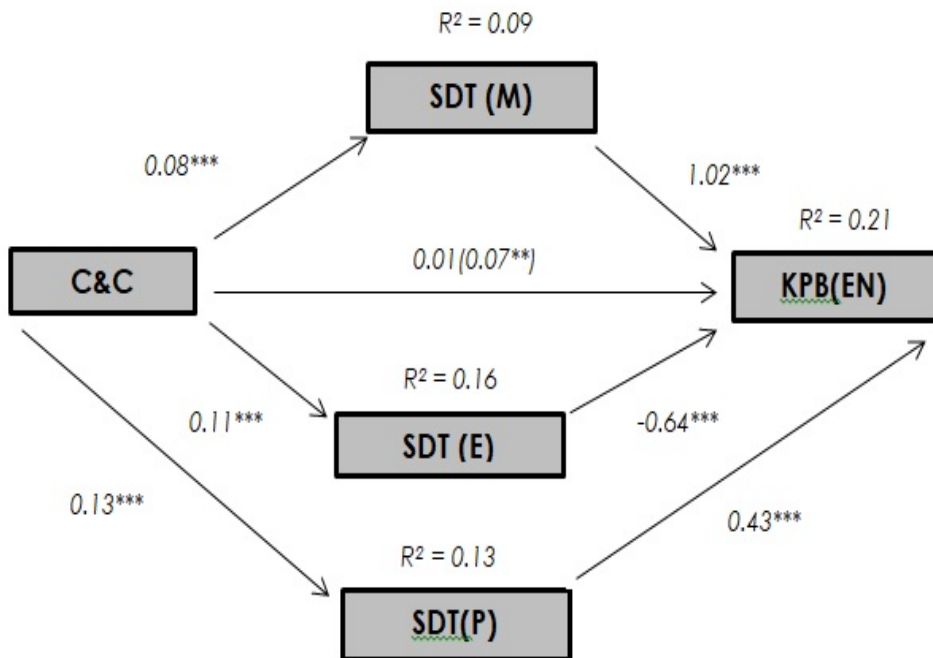 R² = 0.09
SDT (M)
0.08***
1.02***
R² = 0.21
0.01(0.07**)
C&C
KPB(EN)
R² = 0.16
0.11***
-0.64***
SDT (E)
0.13***
0.43***
R² = 0.13
SDT(P)